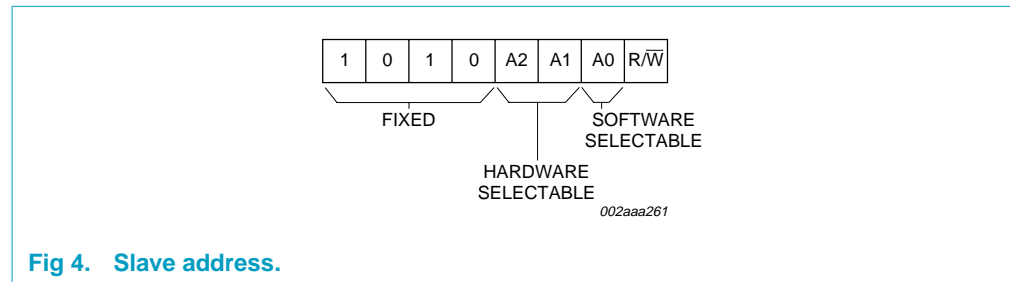 1 0 1 0 A2 A1 A0 R/W̅
FIXED
SOFTWARE
SELECTABLE
HARDWARE
SELECTABLE
002aaa261
Fig 4. Slave address.